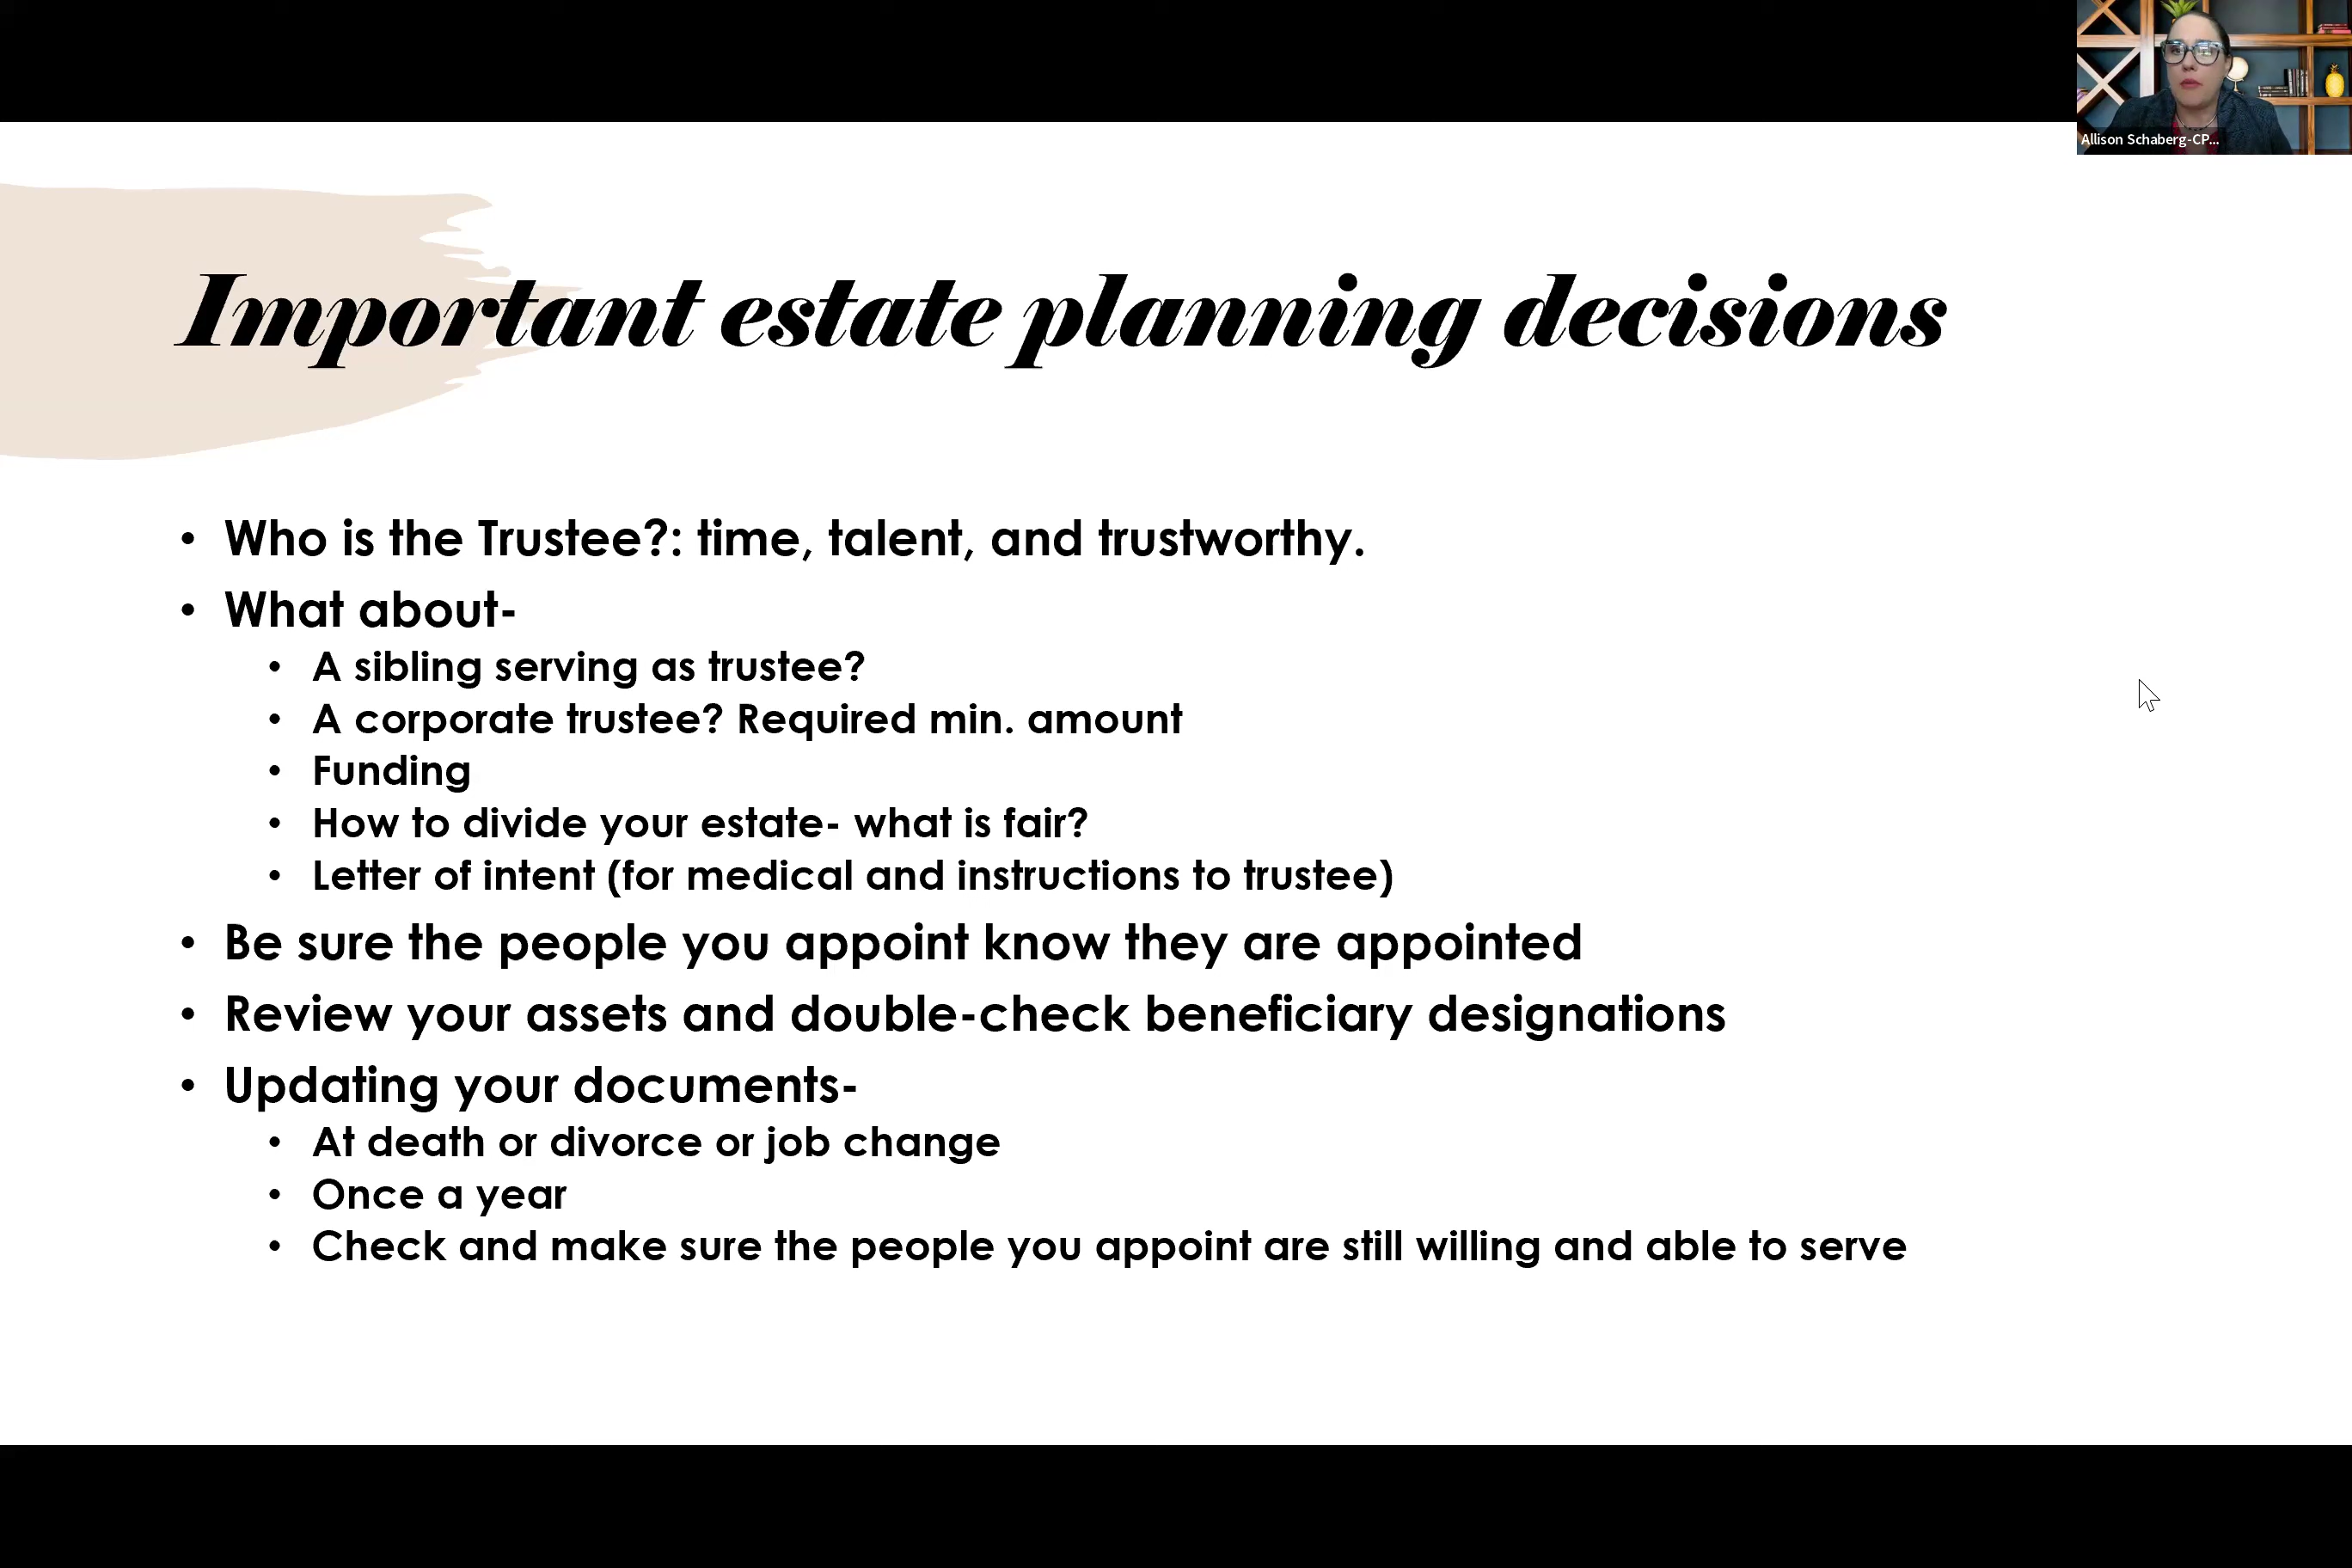 Allison Schaberg-CP...
Important estate planning decisions
• Who is the Trustee?: time, talent, and trustworthy.
• What about-
• A sibling serving as trustee?
• A corporate trustee? Required min. amount
• Funding
• How to divide your estate- what is fair?
• Letter of intent (for medical and instructions to trustee)
• Be sure the people you appoint know they are appointed
• Review your assets and double-check beneficiary designations
• Updating your documents-
• At death or divorce or job change
• Once a year
• Check and make sure the people you appoint are still willing and able to serve